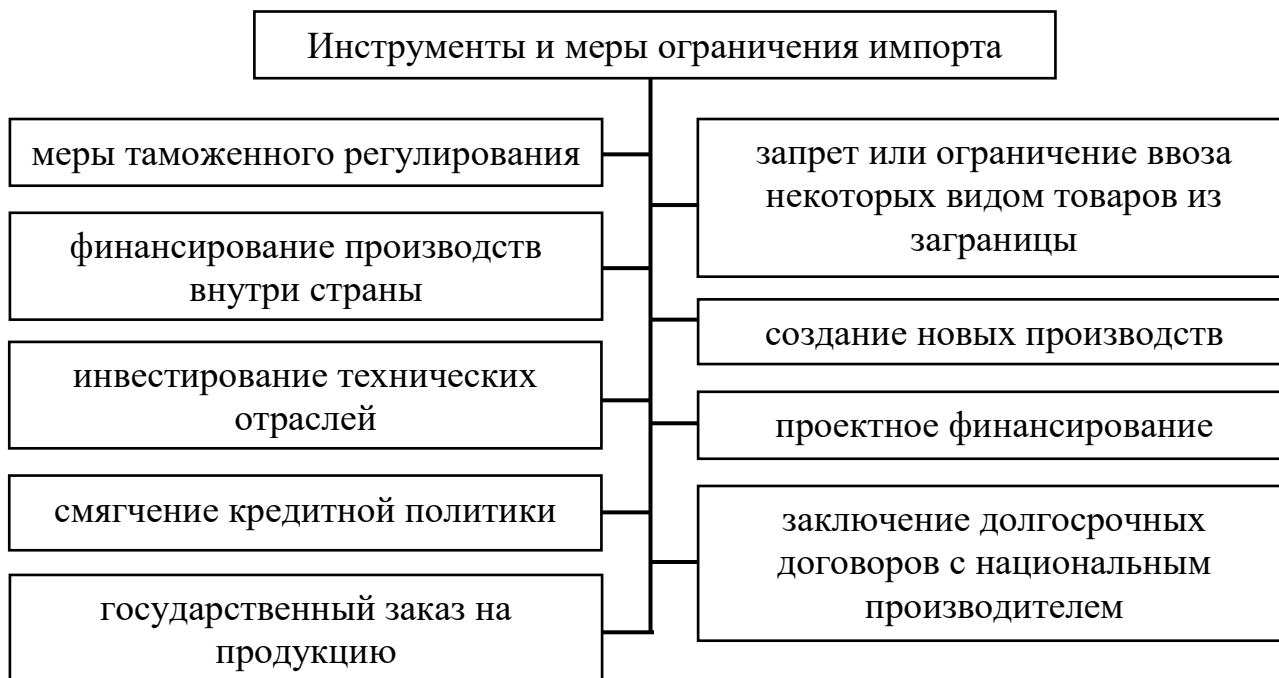 Инструменты и меры ограничения импорта
меры таможенного регулирования
финансирование производств
внутри страны
инвестирование технических
отраслей
смягчение кредитной политики
государственный заказ на
продукцию
запрет или ограничение ввоза
некоторых видом товаров из
заграницы
создание новых производств
проектное финансирование
заключение долгосрочных
договоров с национальным
производителем